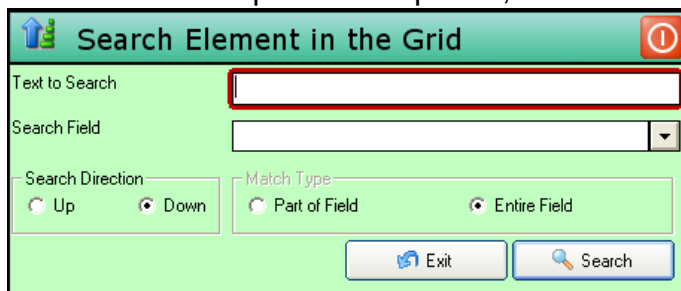 Search Element in the Grid
Text to Search
Search Field
Search Direction
Match Type
Up Down
Part of Field Entire Field
Exit Search